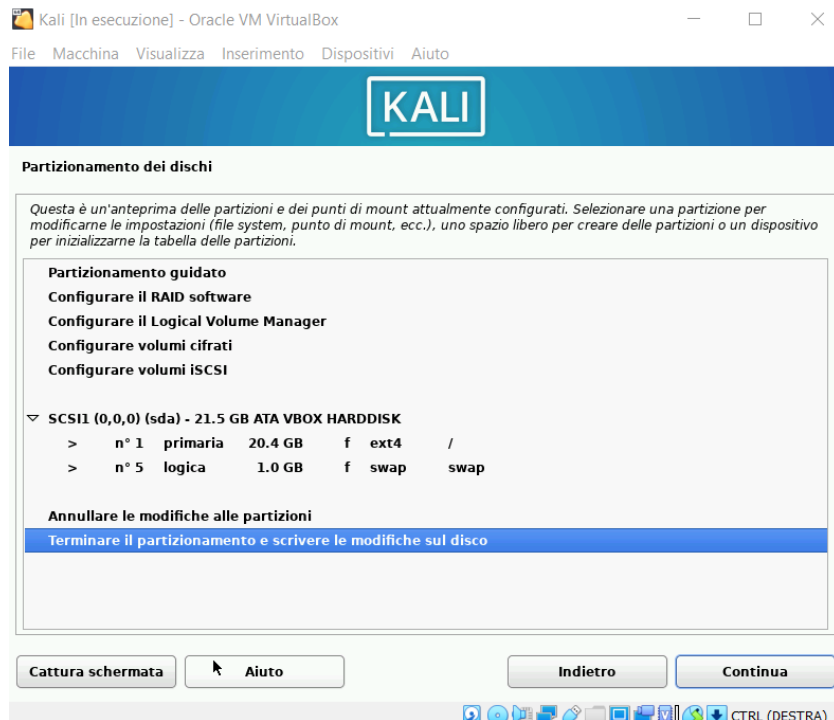 Kali [In esecuzione] - Oracle VM VirtualBox
File Macchina Visualizza Inserimento Dispositivi Aiuto
KALI
Partizionamento dei dischi
Questa è un'anteprima delle partizioni e dei punti di mount attualmente configurati. Selezionare una partizione per
modificarne le impostazioni (file system, punto di mount, ecc.), uno spazio libero per creare delle partizioni o un dispositivo
per inizializzarne la tabella delle partizioni.
Partizionamento guidato
Configurare il RAID software
Configurare il Logical Volume Manager
Configurare volumi cifrati
Configurare volumi iSCSI
SCSI1 (0,0,0) (sda) - 21.5 GB ATA VBOX HARDDISK
> n° 1 primaria 20.4 GB f ext4 /
> n° 5 logica 1.0 GB f swap swap
Annullare le modifiche alle partizioni
Terminare il partizionamento e scrivere le modifiche sul disco
Cattura schermata Aiuto Indietro Continua
CTRL (DESTRA)